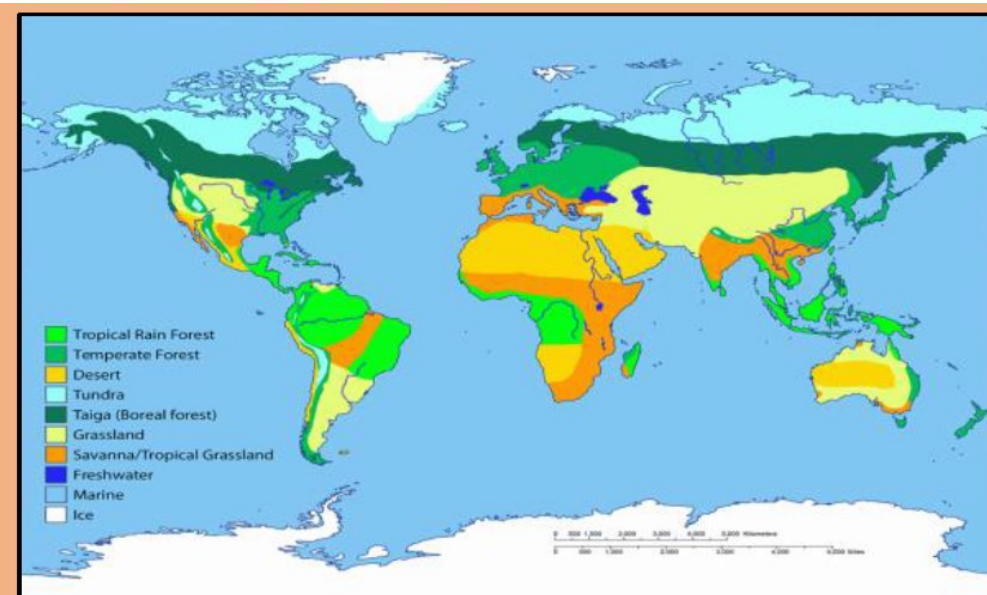 Tropical Rain Forest
Temperate Forest
Desert
Tundra
Taiga (Boreal forest)
Grassland
Savanna/Tropical Grassland
Freshwater
Marine
Ice